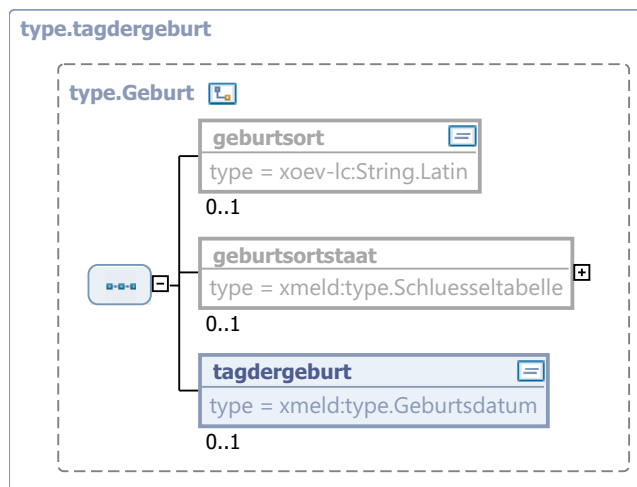 type.tagdergeburt
type.Geburt
geburtsort
type = xoev-lc:String.Latin
0..1
geburtsortstaat
type = xmeld:type.Schluesseltabelle
0..1
tagdergeburt
type = xmeld:type.Geburtsdatum
0..1